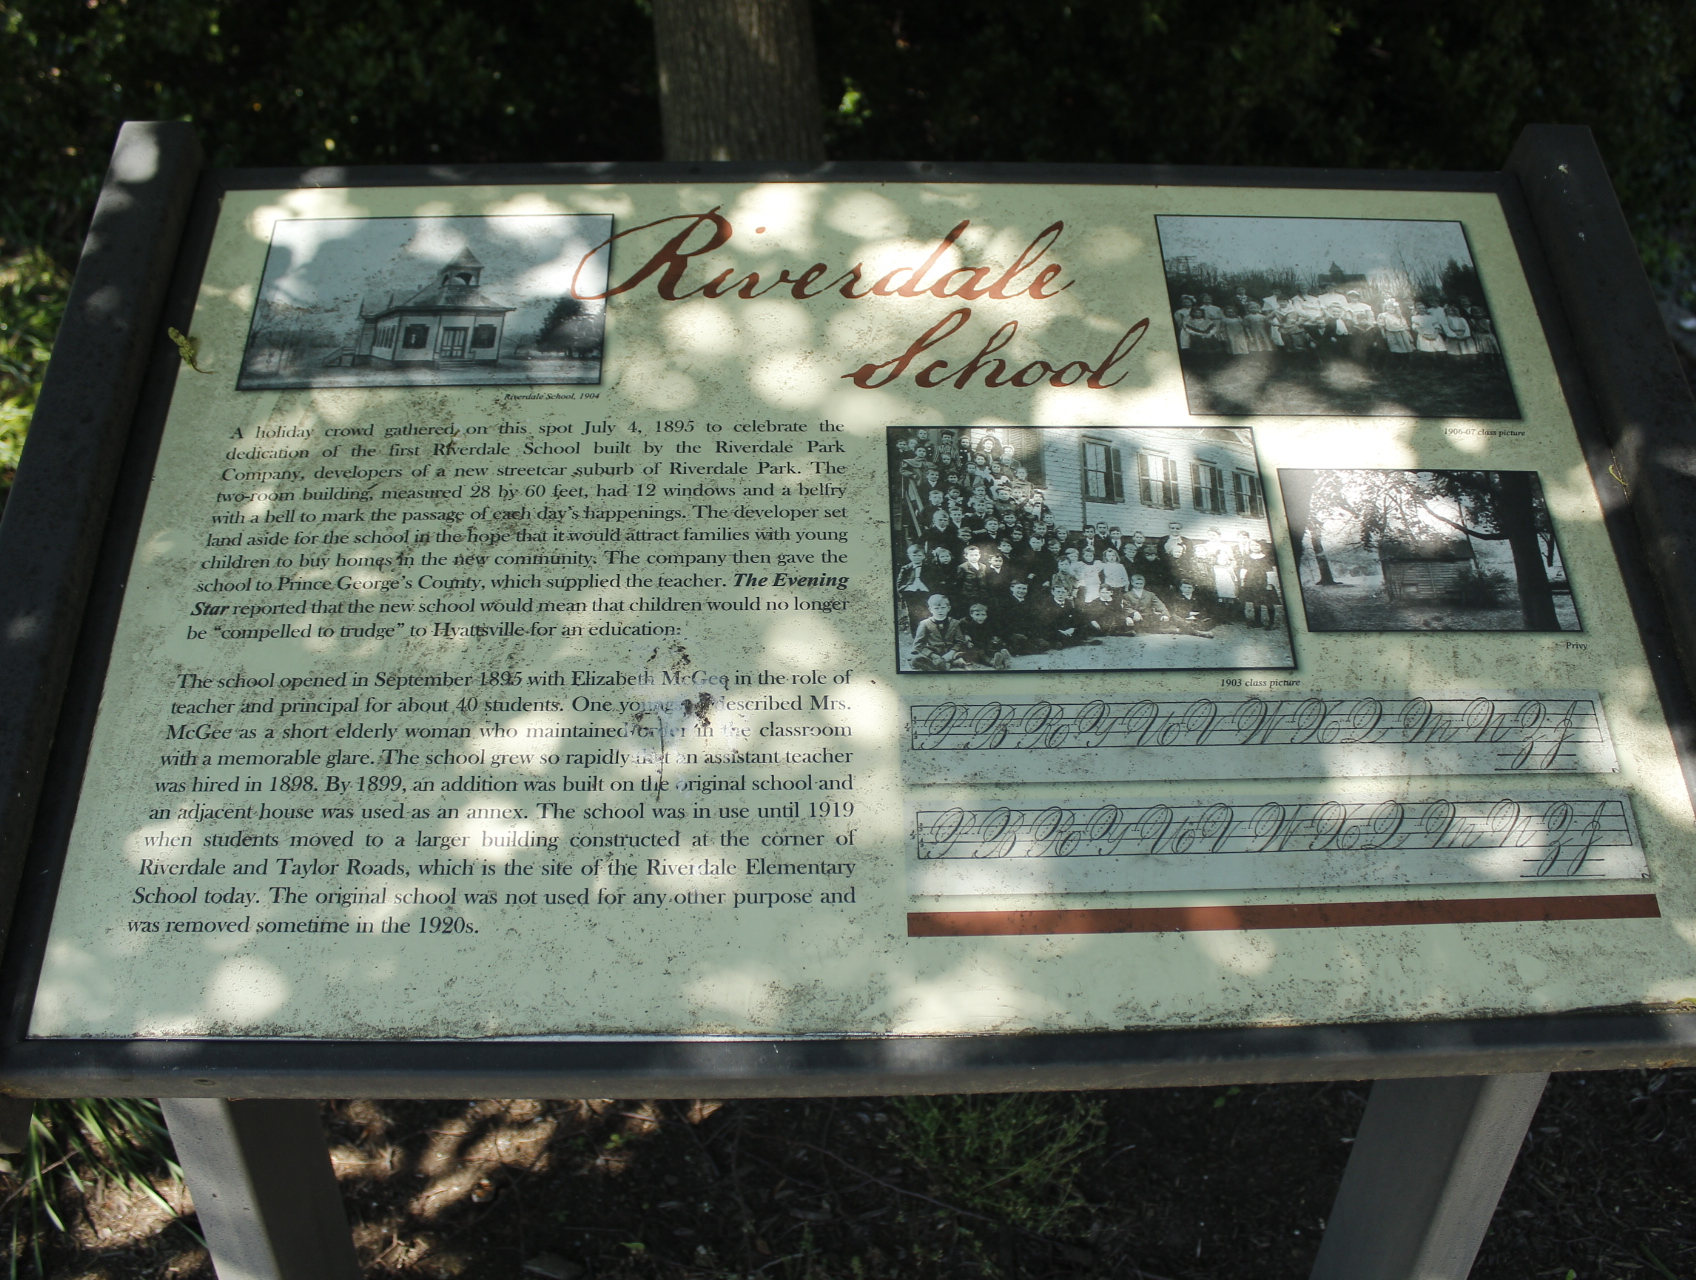 Riverdale
School
Riverdale School, 1904
1906-07 class picture
A holiday crowd gathered on this spot July 4, 1895 to celebrate the
dedication of the first Riverdale School built by the Riverdale Park
Company, developers of a new streetcar suburb of Riverdale Park. The
two-room building, measured 28 by 60 feet, had 12 windows and a belfry
with a bell to mark the passage of each day's happenings. The developer set
land aside for the school in the hope that it would attract families with young
children to buy homes in the new community. The company then gave the
school to Prince George's County, which supplied the teacher. The Evening
Star reported that the new school would mean that children would no longer
be "compelled to trudge" to Hyattsville for an education.
The school opened in September 1895 with Elizabeth McGee in the role of
teacher and principal for about 40 students. One described Mrs.
McGee as a short elderly woman who maintained order in the classroom
with a memorable glare. The school grew so rapidly that an assistant teacher
was hired in 1898. By 1899, an addition was built on the original school and
an adjacent house was used as an annex. The school was in use until 1919
when students moved to a larger building constructed at the corner of
Riverdale and Taylor Roads, which is the site of the Riverdale Elementary
School today. The original school was not used for any other purpose and
was removed sometime in the 1920s.
1903 class picture
Privy